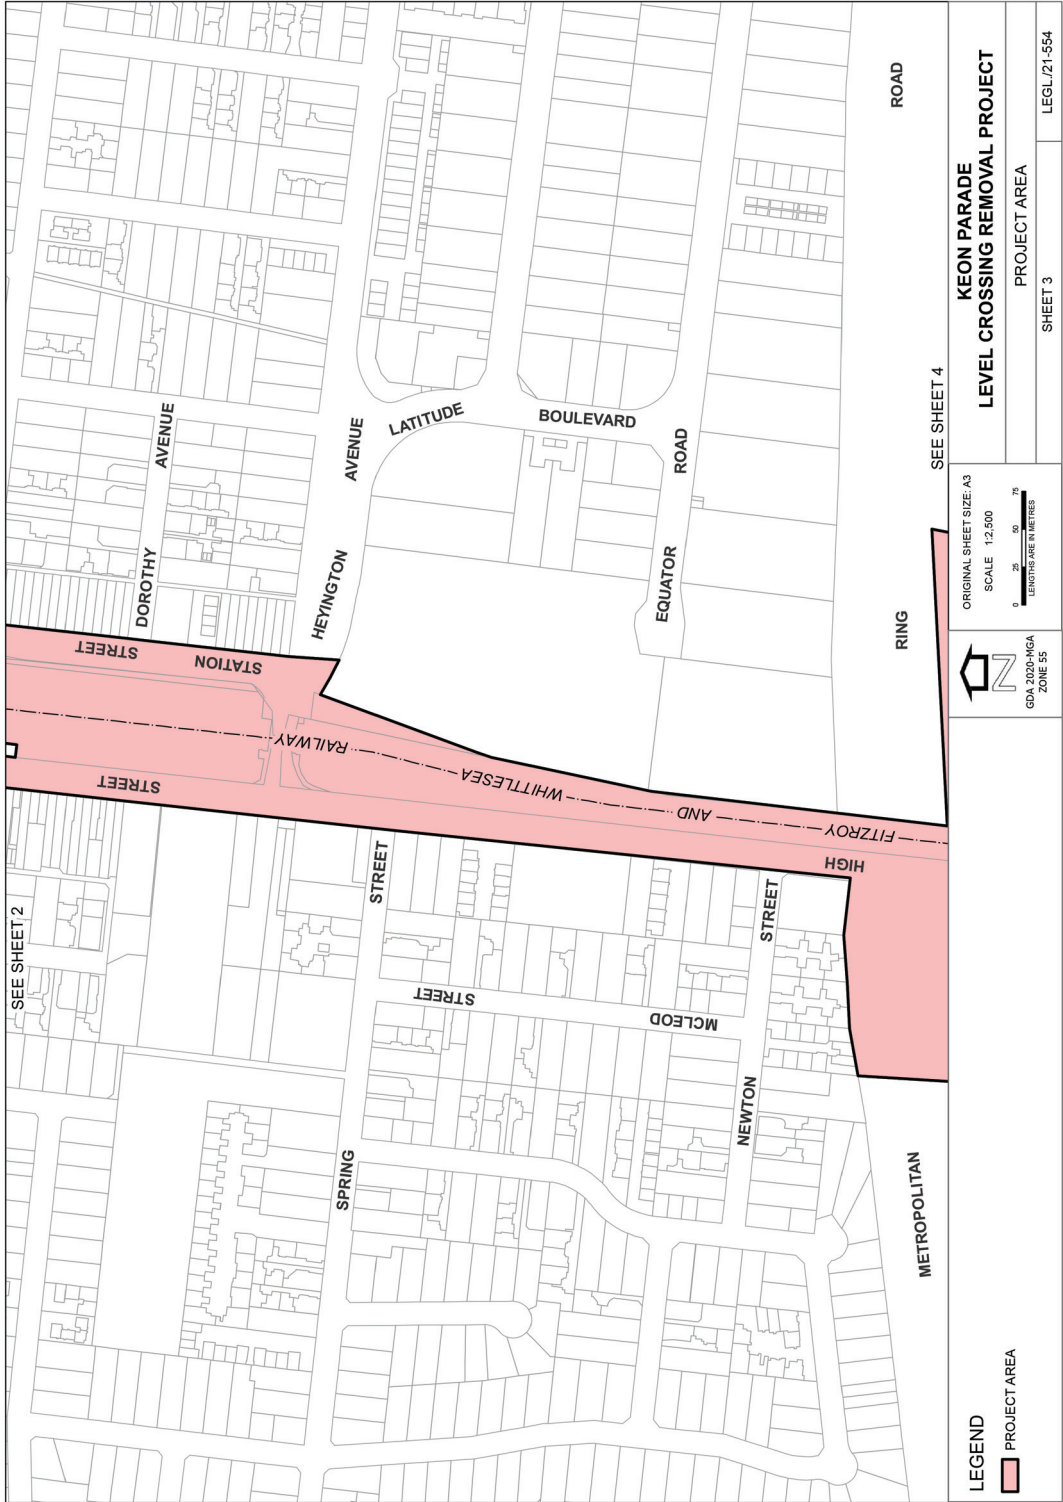 SEE SHEET 2
STREET
STREET
STATION
DOROTHY
AVENUE
HEYINGTON
AVENUE
LATITUDE
BOULEVARD
EQUATOR
ROAD
SPRING
STREET
MCLEOD
STREET
NEWTON
STREET
HIGH
FITZROY
AND
WHITTLESEA
RAILWAY
METROPOLITAN
RING
ROAD
SEE SHEET 4
LEGEND
PROJECT AREA
N
GDA 2020-MGA
ZONE 55
ORIGINAL SHEET SIZE: A3
SCALE 1:2,500
0 25 50 75
LENGTHS ARE IN METRES
KEON PARADE
LEVEL CROSSING REMOVAL PROJECT
PROJECT AREA
SHEET 3
LEGL./21-554